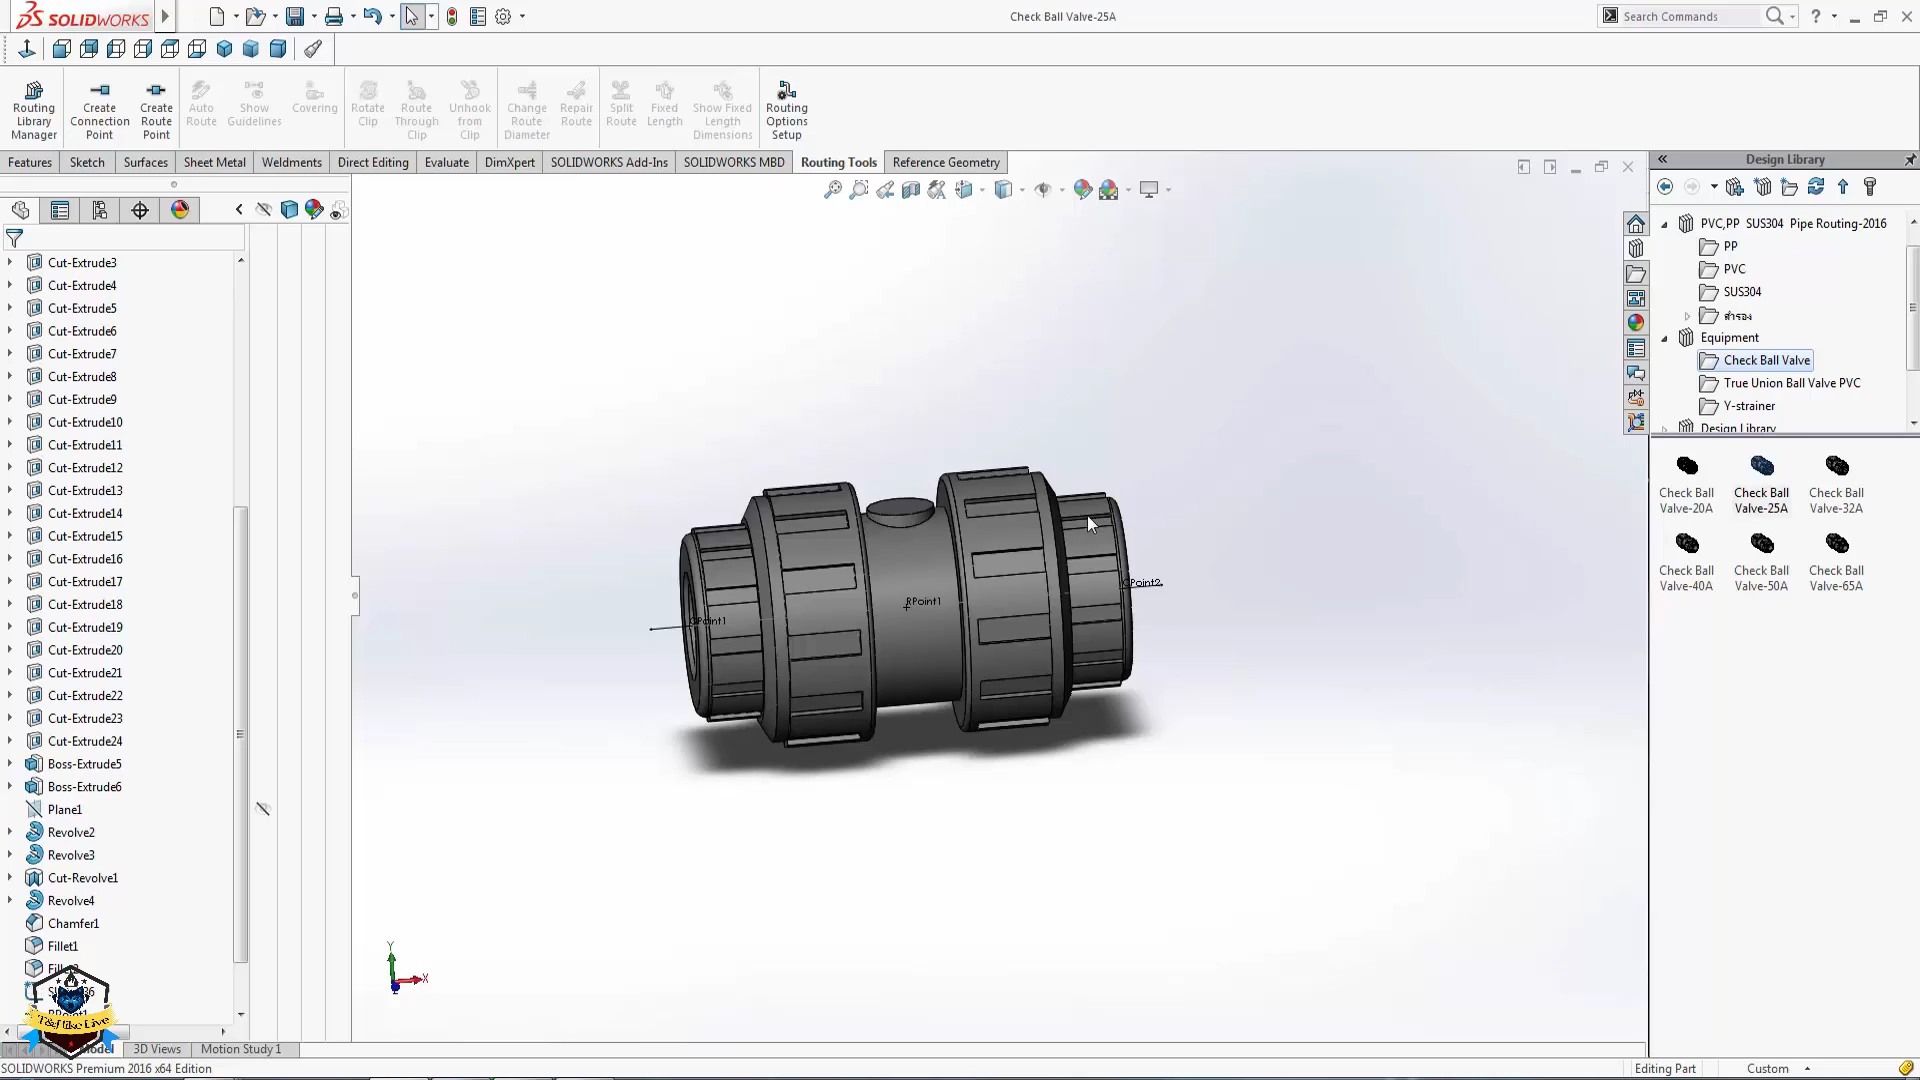 SOLIDWORKS
Check Ball Valve-25A
Search Commands
Routing
Library
Manager
Create
Connection
Point
Create
Route
Point
Auto
Route
Show
Guidelines
Covering
Rotate
Clip
Route
Through
Clip
Unhook
from
Clip
Change
Route
Diameter
Repair
Route
Split
Route
Fixed
Length
Show Fixed
Length
Dimensions
Routing
Options
Setup
Features
Sketch
Surfaces
Sheet Metal
Weldments
Direct Editing
Evaluate
DimXpert
SOLIDWORKS Add-Ins
SOLIDWORKS MBD
Routing Tools
Reference Geometry
Design Library
Cut-Extrude3
Cut-Extrude4
Cut-Extrude5
Cut-Extrude6
Cut-Extrude7
Cut-Extrude8
Cut-Extrude9
Cut-Extrude10
Cut-Extrude11
Cut-Extrude12
Cut-Extrude13
Cut-Extrude14
Cut-Extrude15
Cut-Extrude16
Cut-Extrude17
Cut-Extrude18
Cut-Extrude19
Cut-Extrude20
Cut-Extrude21
Cut-Extrude22
Cut-Extrude23
Cut-Extrude24
Boss-Extrude5
Boss-Extrude6
Plane1
Revolve2
Revolve3
Cut-Revolve1
Revolve4
Chamfer1
Fillet1
T&J like Live
CPoint1
RPoint1
CPoint2
Y
X
Z
PVC,PP SUS304 Pipe Routing-2016
PP
PVC
SUS304
สำรอง
Equipment
Check Ball Valve
True Union Ball Valve PVC
Y-strainer
Design Library
Check Ball
Valve-20A
Check Ball
Valve-25A
Check Ball
Valve-32A
Check Ball
Valve-40A
Check Ball
Valve-50A
Check Ball
Valve-65A
Model
3D Views
Motion Study 1
SOLIDWORKS Premium 2016 x64 Edition
Editing Part
Custom